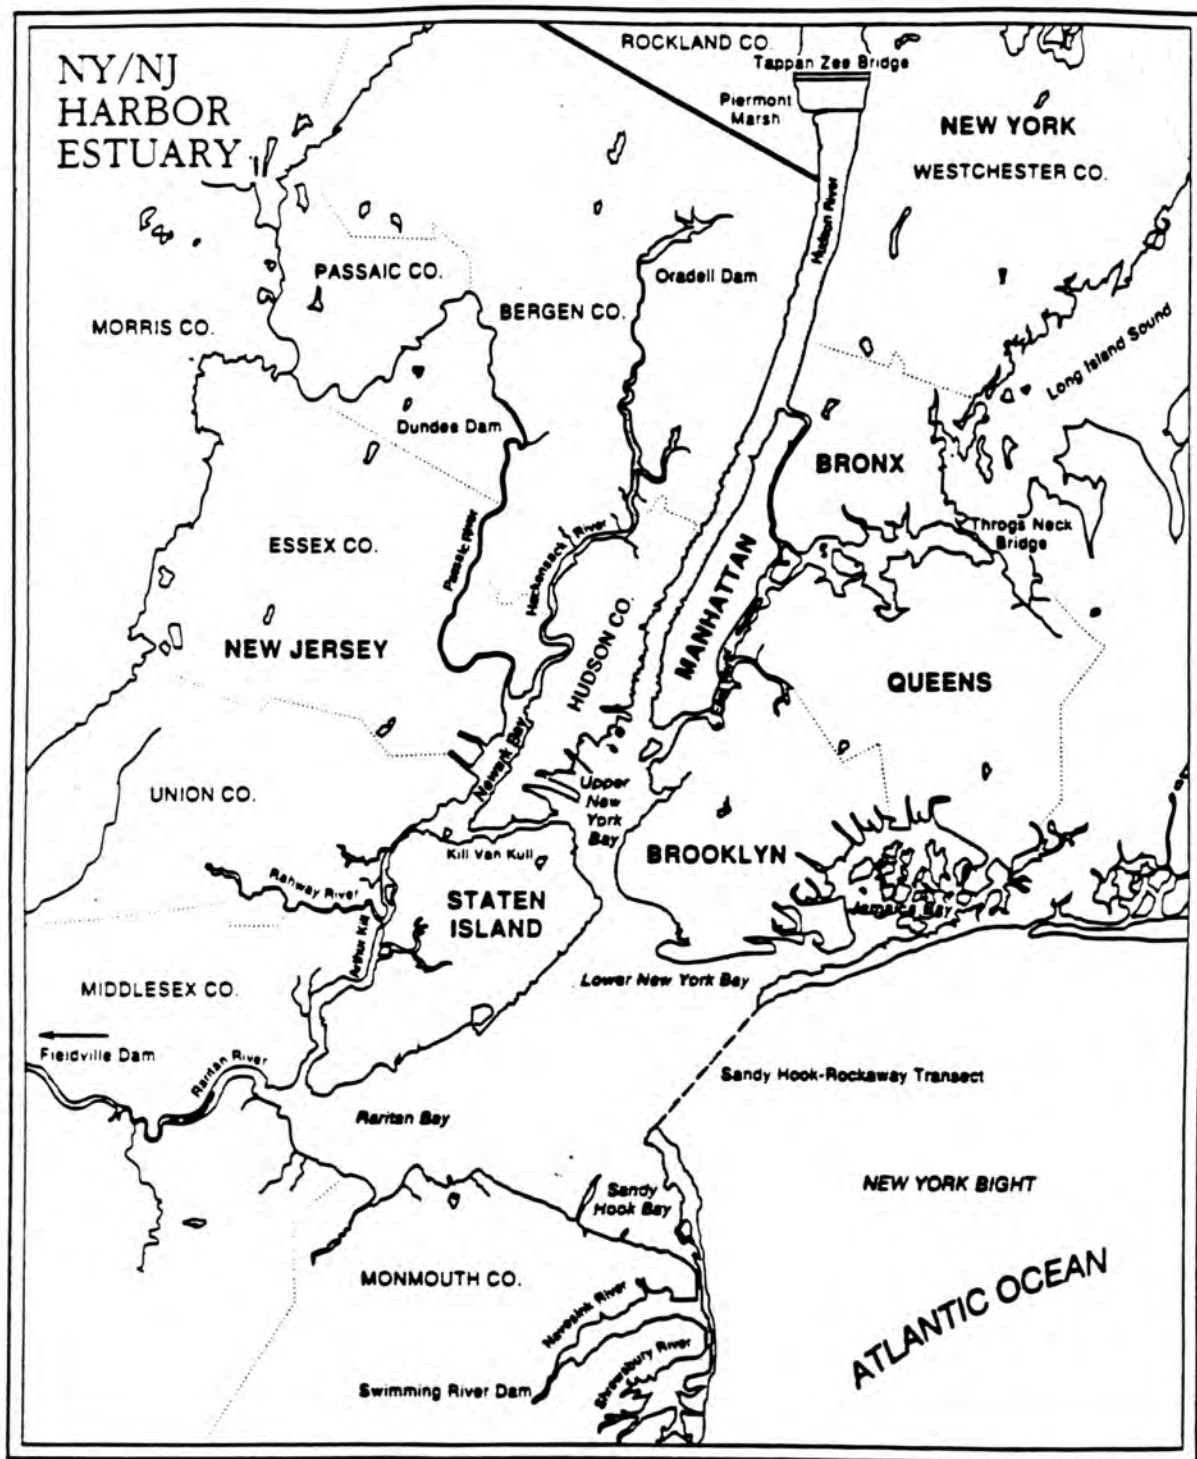 NY/NJ
HARBOR
ESTUARY
ROCKLAND CO.
Tappan Zee Bridge
Piermont
Marsh
NEW YORK
WESTCHESTER CO.
Hudson River
PASSAIC CO.
Oradell Dam
BERGEN CO.
MORRIS CO.
Long Island Sound
Dundee Dam
BRONX
Throgs Neck
Bridge
ESSEX CO.
Passaic River
Hackensack River
MANHATTAN
NEW JERSEY
HUDSON CO.
QUEENS
Newark Bay
UNION CO.
Upper
New
York
Bay
Kill Van Kull
BROOKLYN
Rahway River
STATEN
ISLAND
Jamaica Bay
Arthur Kill
Lower New York Bay
MIDDLESEX CO.
Fieldville Dam
Raritan River
Sandy Hook-Rockaway Transect
Raritan Bay
NEW YORK BIGHT
Sandy
Hook Bay
MONMOUTH CO.
ATLANTIC OCEAN
Navesink River
Shrewsbury River
Swimming River Dam